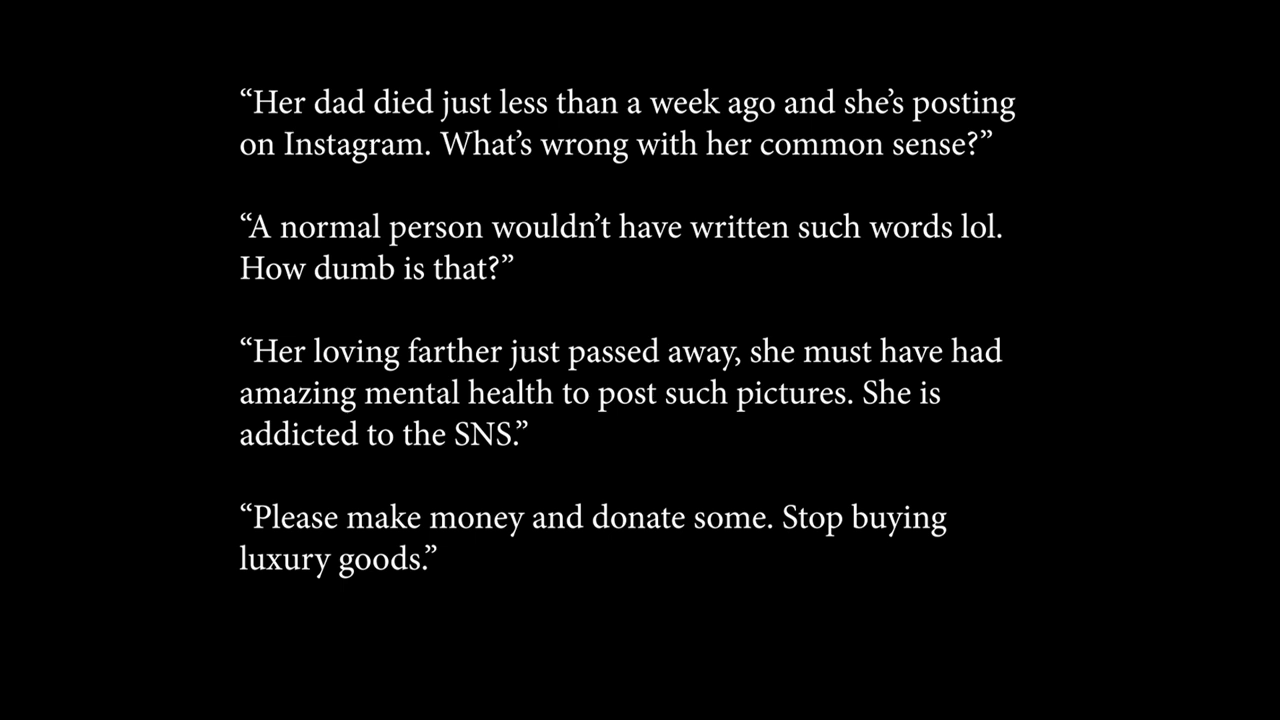 “Her dad died just less than a week ago and she’s posting
on Instagram. What’s wrong with her common sense?”
“A normal person wouldn’t have written such words lol.
How dumb is that?”
“Her loving farther just passed away, she must have had
amazing mental health to post such pictures. She is
addicted to the SNS.”
“Please make money and donate some. Stop buying
luxury goods.”